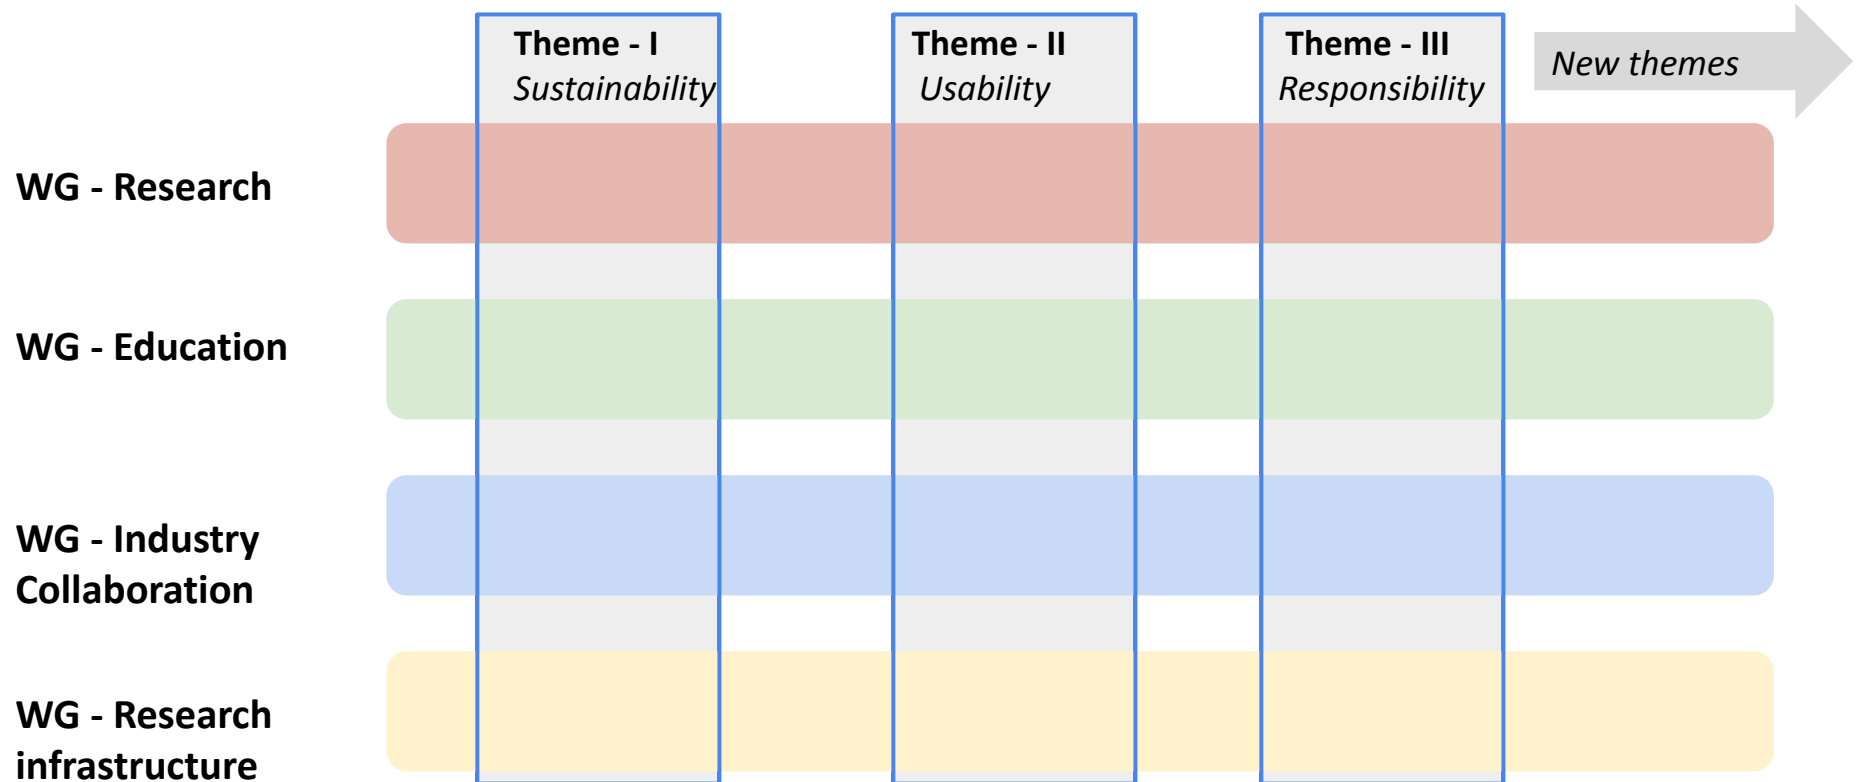 Theme - I
Sustainability
Theme - II
Usability
Theme - III
Responsibility
New themes
WG - Research
WG - Education
WG - Industry
Collaboration
WG - Research
infrastructure